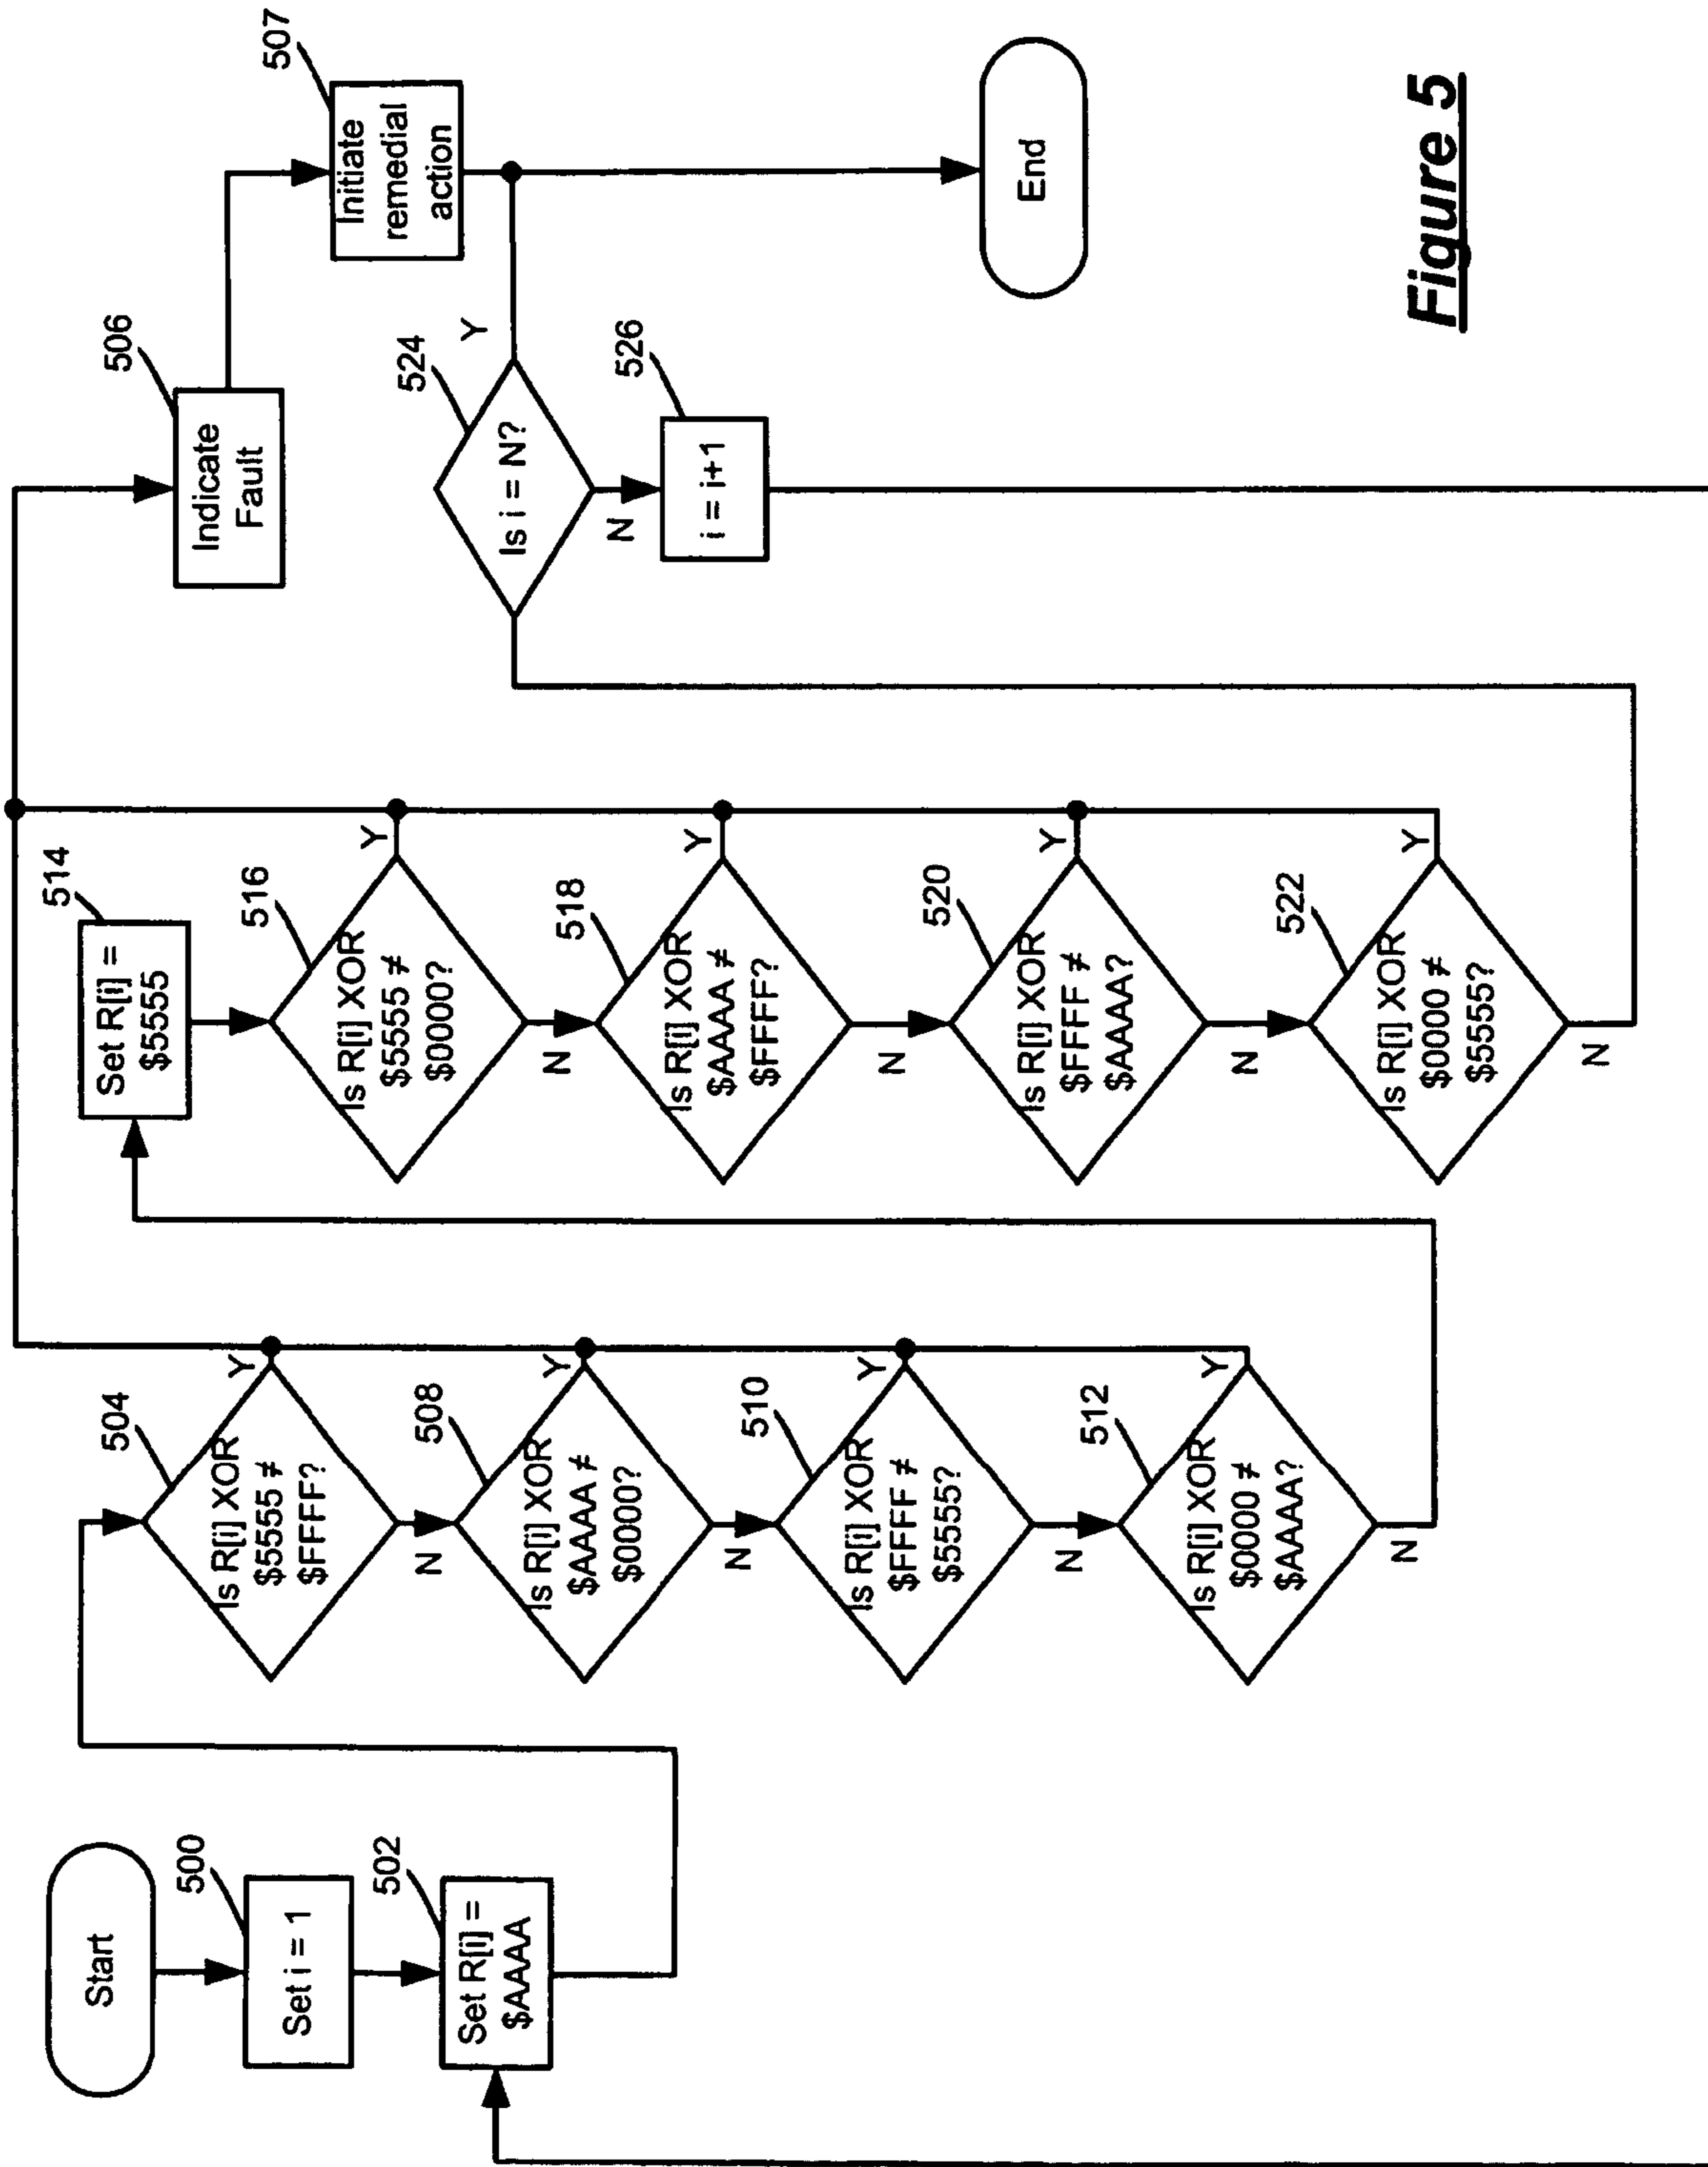 Start
500
Set i = 1
502
Set R[i] =
$AAAA
504
Is R[i] XOR
$5555 ≠
$FFFF?
Y
N
508
Is R[i] XOR
$AAAA ≠
$0000?
Y
N
510
Is R[i] XOR
$FFFF ≠
$5555?
Y
N
512
Is R[i] XOR
$0000 ≠
$AAAA?
Y
N
514
Set R[i] =
$5555
516
Is R[i] XOR
$5555 ≠
$0000?
Y
N
518
Is R[i] XOR
$AAAA ≠
$FFFF?
Y
N
520
Is R[i] XOR
$FFFF ≠
$AAAA?
Y
N
522
Is R[i] XOR
$0000 ≠
$5555?
Y
N
506
Indicate
Fault
524
Is i = N?
Y
N
526
i = i+1
507
Initiate
remedial
action
End
Figure 5